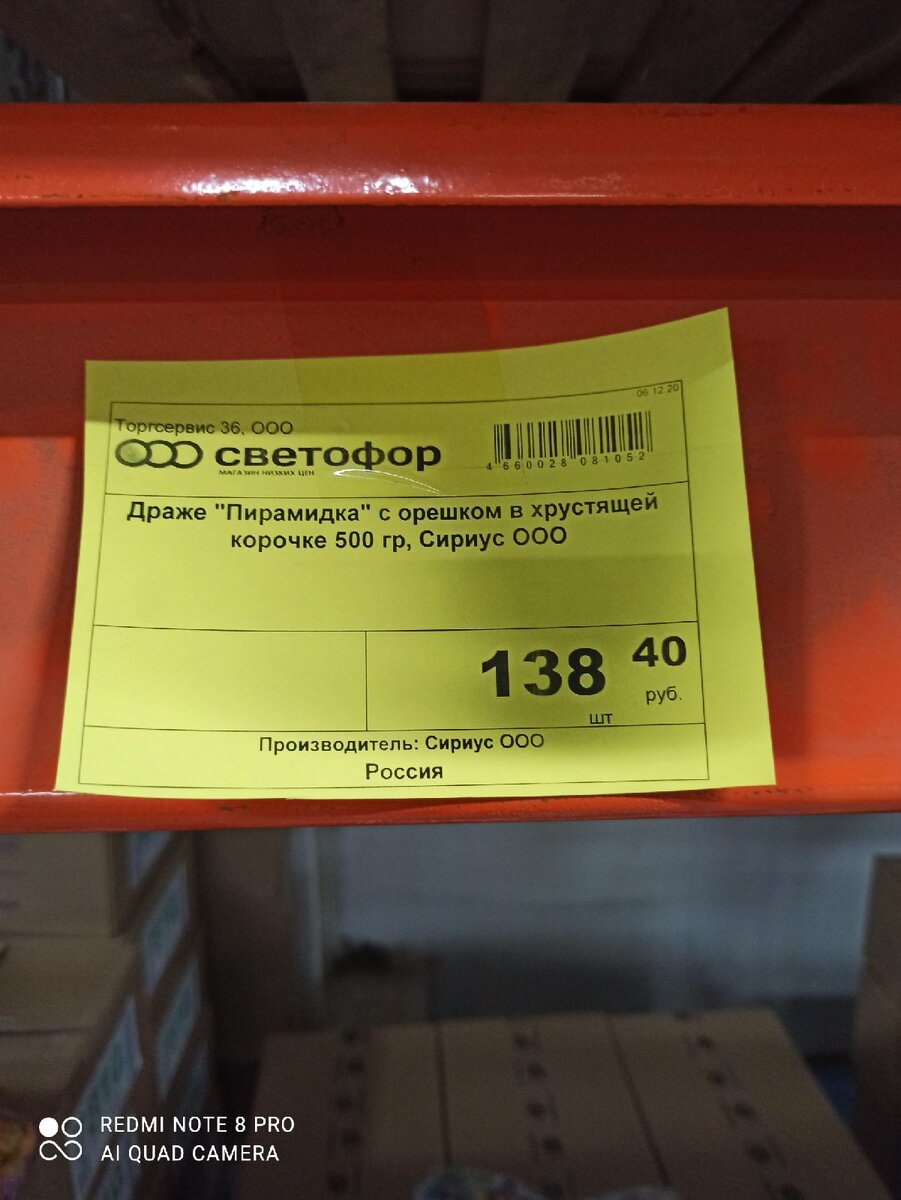 06.12.20
Торгсервис 36, ООО
светофор
МАГАЗИН НИЗКИХ ЦЕН
4 660028 081052
Драже "Пирамидка" с орешком в хрустящей
корочке 500 гр, Сириус ООО
138 40
руб.
шт
Производитель: Сириус ООО
Россия
REDMI NOTE 8 PRO
AI QUAD CAMERA